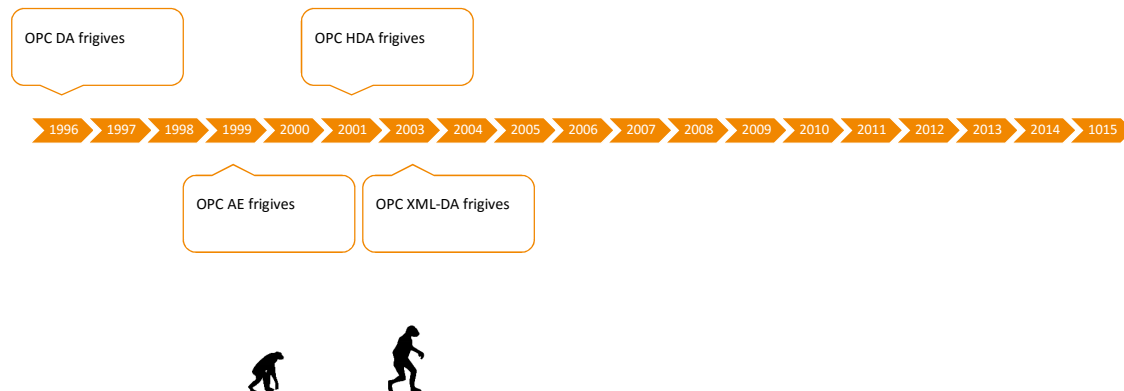 OPC DA frigives
OPC HDA frigives
1996 1997 1998 1999 2000 2001 2003 2004 2005 2006 2007 2008 2009 2010 2011 2012 2013 2014 1015
OPC AE frigives
OPC XML-DA frigives